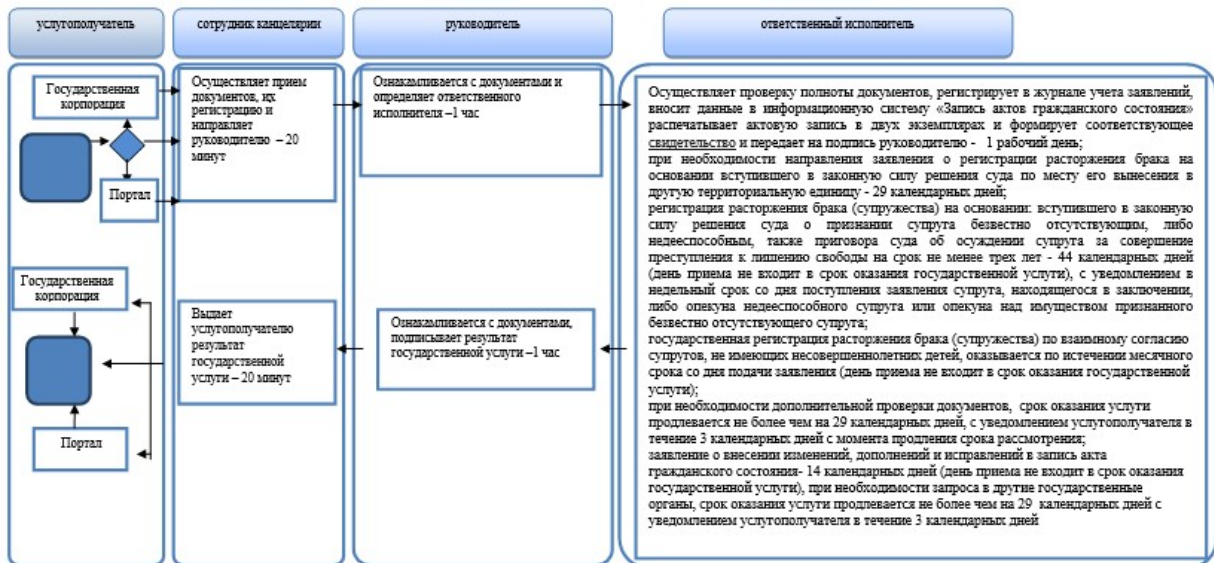 услугополучатель
сотрудник канцелярии
руководитель
ответственный исполнитель
Государственная
корпорация
Портал
Осуществляет прием
документов, их
регистрацию и
направляет
руководителю – 20
минут
Ознакамливается с документами и
определяет ответственного
исполнителя –1 час
Осуществляет проверку полноты документов, регистрирует в журнале учета заявлений,
вносит данные в информационную систему «Запись актов гражданского состояния»
распечатывает актовую запись в двух экземплярах и формирует соответствующее
свидетельство и передает на подпись руководителю - 1 рабочий день;
при необходимости направления заявления о регистрации расторжения брака на
основании вступившего в законную силу решения суда по месту его вынесения в
другую территориальную единицу - 29 календарных дней;
регистрация расторжения брака (супружества) на основании: вступившего в законную
силу решения суда о признании супруга безвестно отсутствующим, либо
недееспособным, также приговора суда об осуждении супруга за совершение
преступления к лишению свободы на срок не менее трех лет - 44 календарных дней
(день приема не входит в срок оказания государственной услуги), с уведомлением в
недельный срок со дня поступления заявления супруга, находящегося в заключении,
либо опекуна недееспособного супруга или опекуна над имуществом признанного
безвестно отсутствующего супруга;
государственная регистрация расторжения брака (супружества) по взаимному согласию
супругов, не имеющих несовершеннолетних детей, оказывается по истечении месячного
срока со дня подачи заявления (день приема не входит в срок оказания государственной
услуги);
при необходимости дополнительной проверки документов, срок оказания услуги
продлевается не более чем на 29 календарных дней, с уведомлением услугополучателя в
течение 3 календарных дней с момента продления срока рассмотрения;
заявление о внесении изменений, дополнений и исправлений в запись акта
гражданского состояния- 14 календарных дней (день приема не входит в срок оказания
государственной услуги), при необходимости запроса в другие государственные
органы, срок оказания услуги продлевается не более чем на 29 календарных дней с
уведомлением услугополучателя в течение 3 календарных дней
Государственная
корпорация
Портал
Выдает
услугополучателю
результат
государственной
услуги – 20 минут
Ознакамливается с документами,
подписывает результат
государственной услуги –1 час